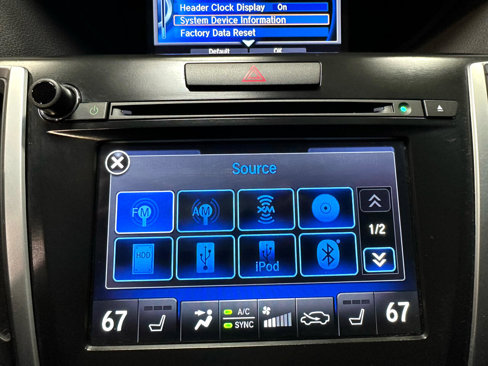 Header Clock Display On
System Device Information
Factory Data Reset
Default OK
Source
FM AM XM
1/2
HDD iPod
67 A/C 67
SYNC